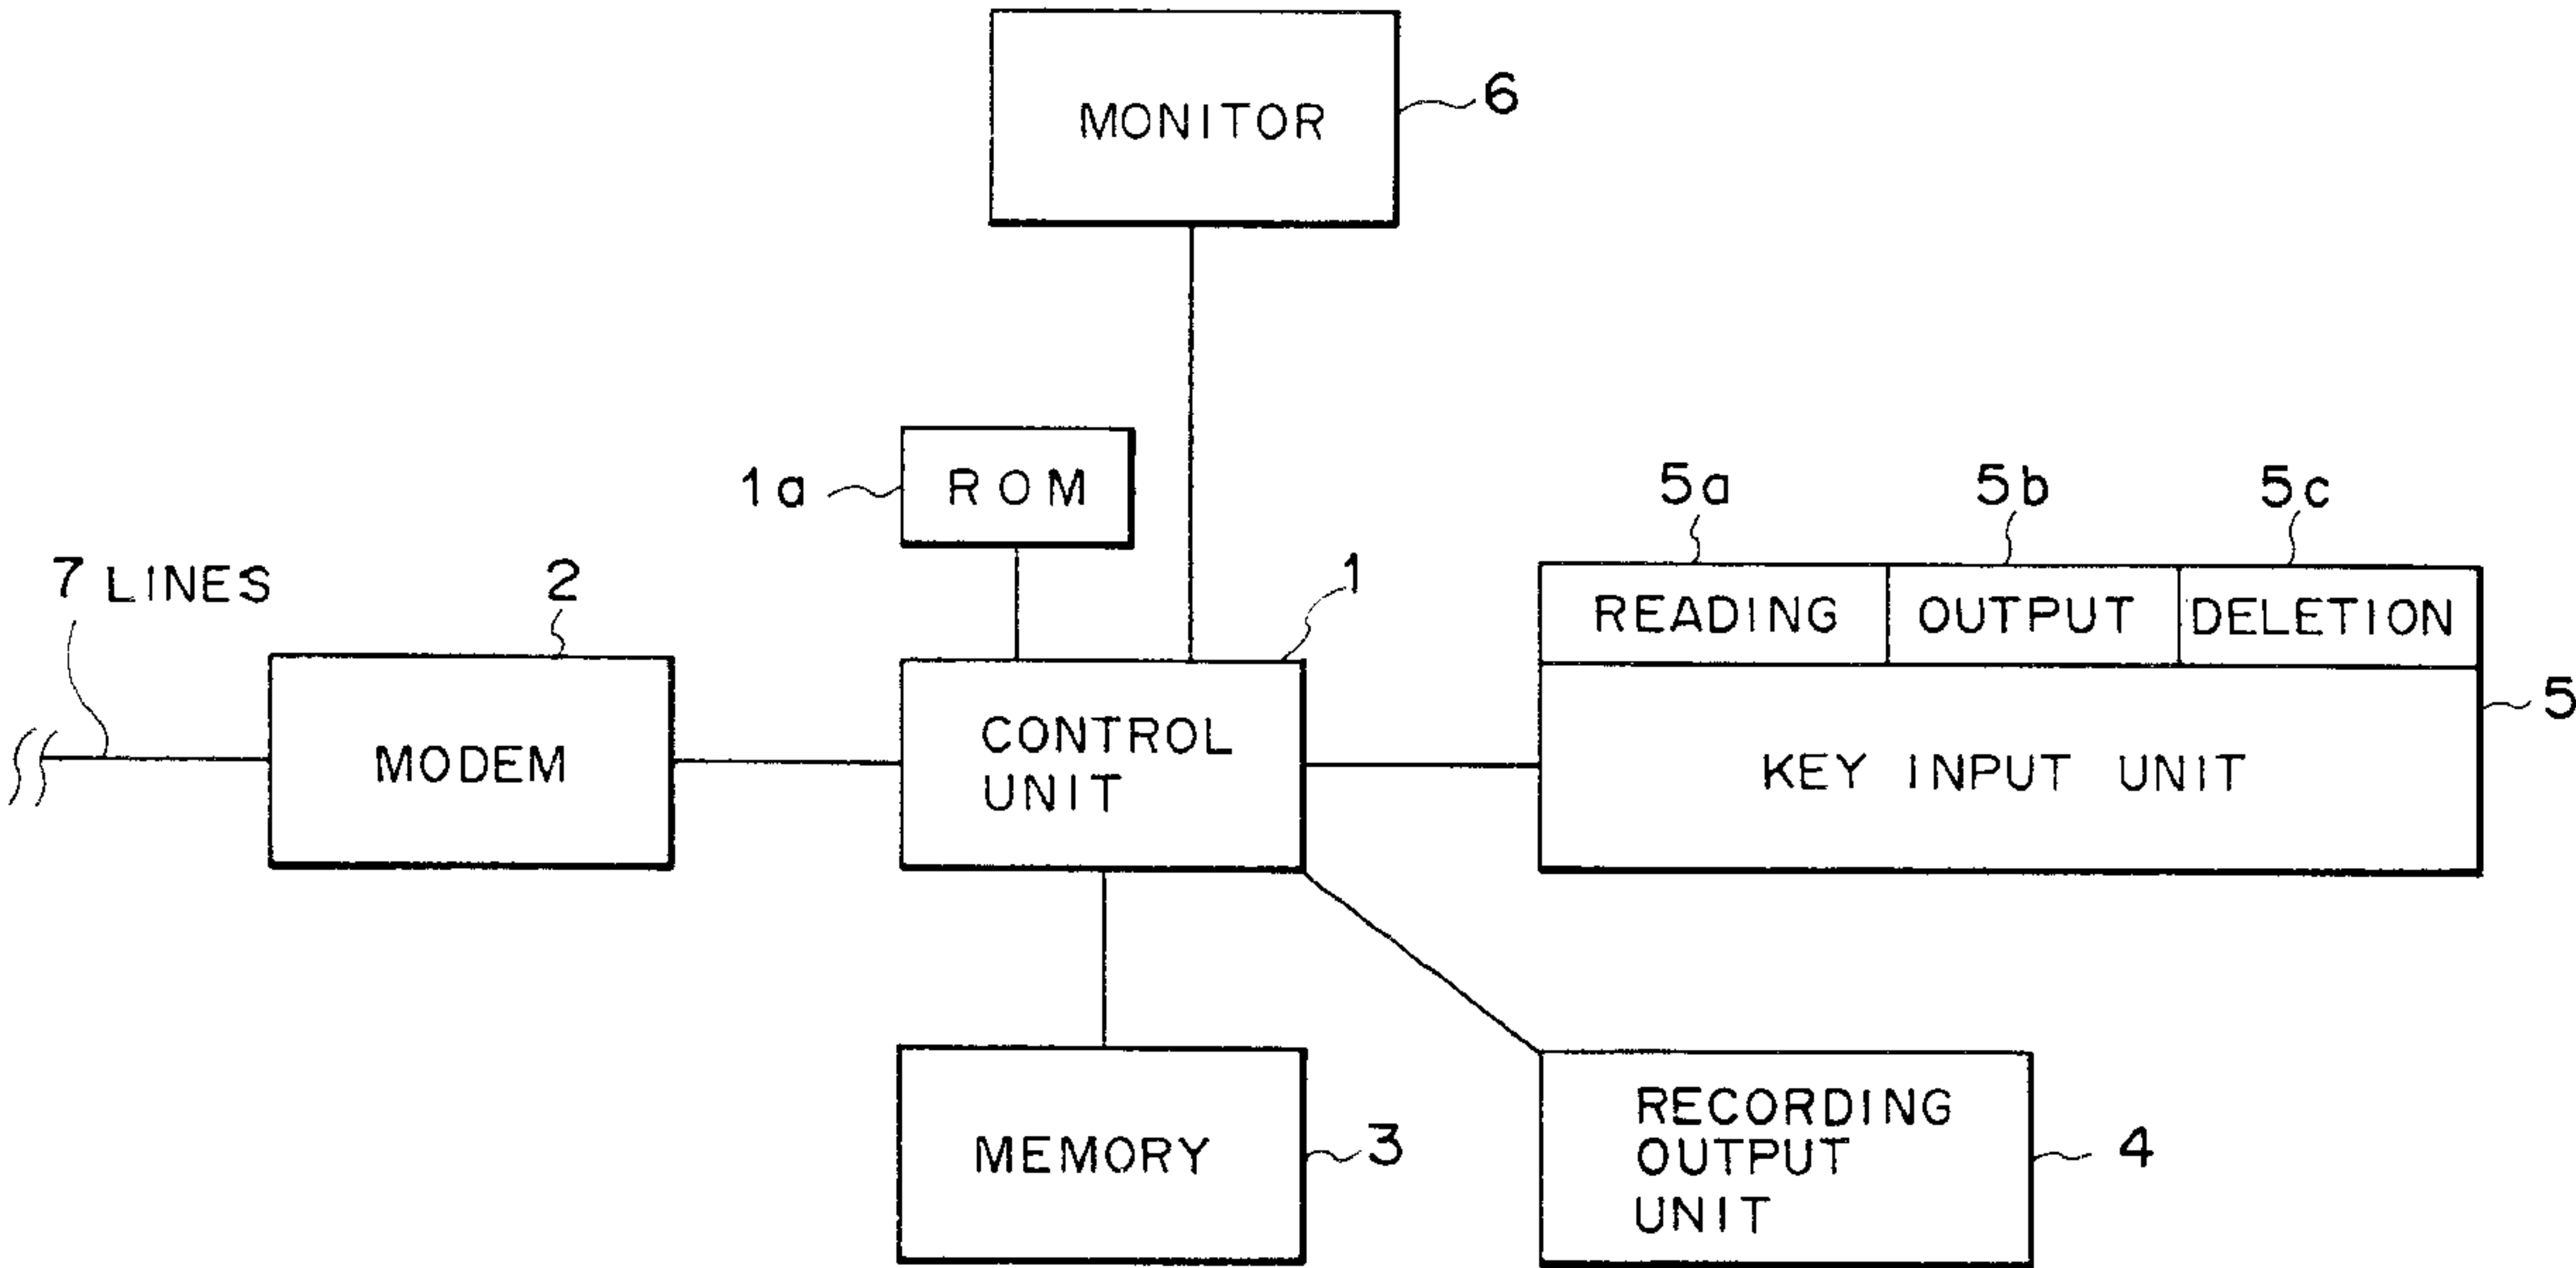 MONITOR
6
1a
ROM
5a
5b
5c
7 LINES
2
1
READING
OUTPUT
DELETION
MODEM
CONTROL
UNIT
KEY INPUT UNIT
5
MEMORY
3
RECORDING
OUTPUT
UNIT
4